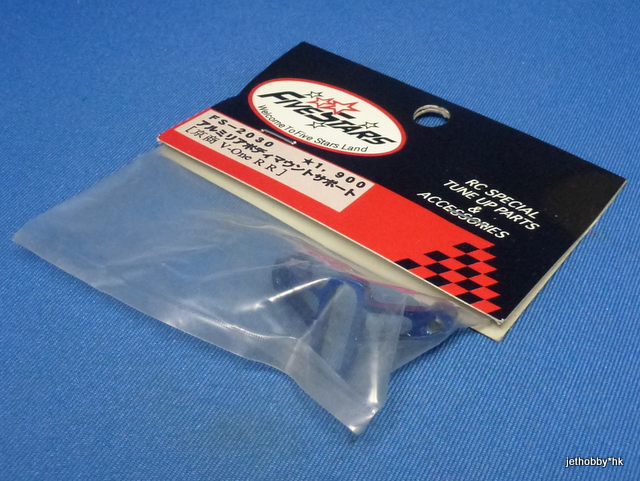 FIVESTARS
Welcome To Five Stars Land
FS-2030 ★1,900
アルミリアボディマウントサポート
[京商 V-One R R]
RC SPECIAL
TUNE UP PARTS
&
ACCESSORIES
jethobby*hk